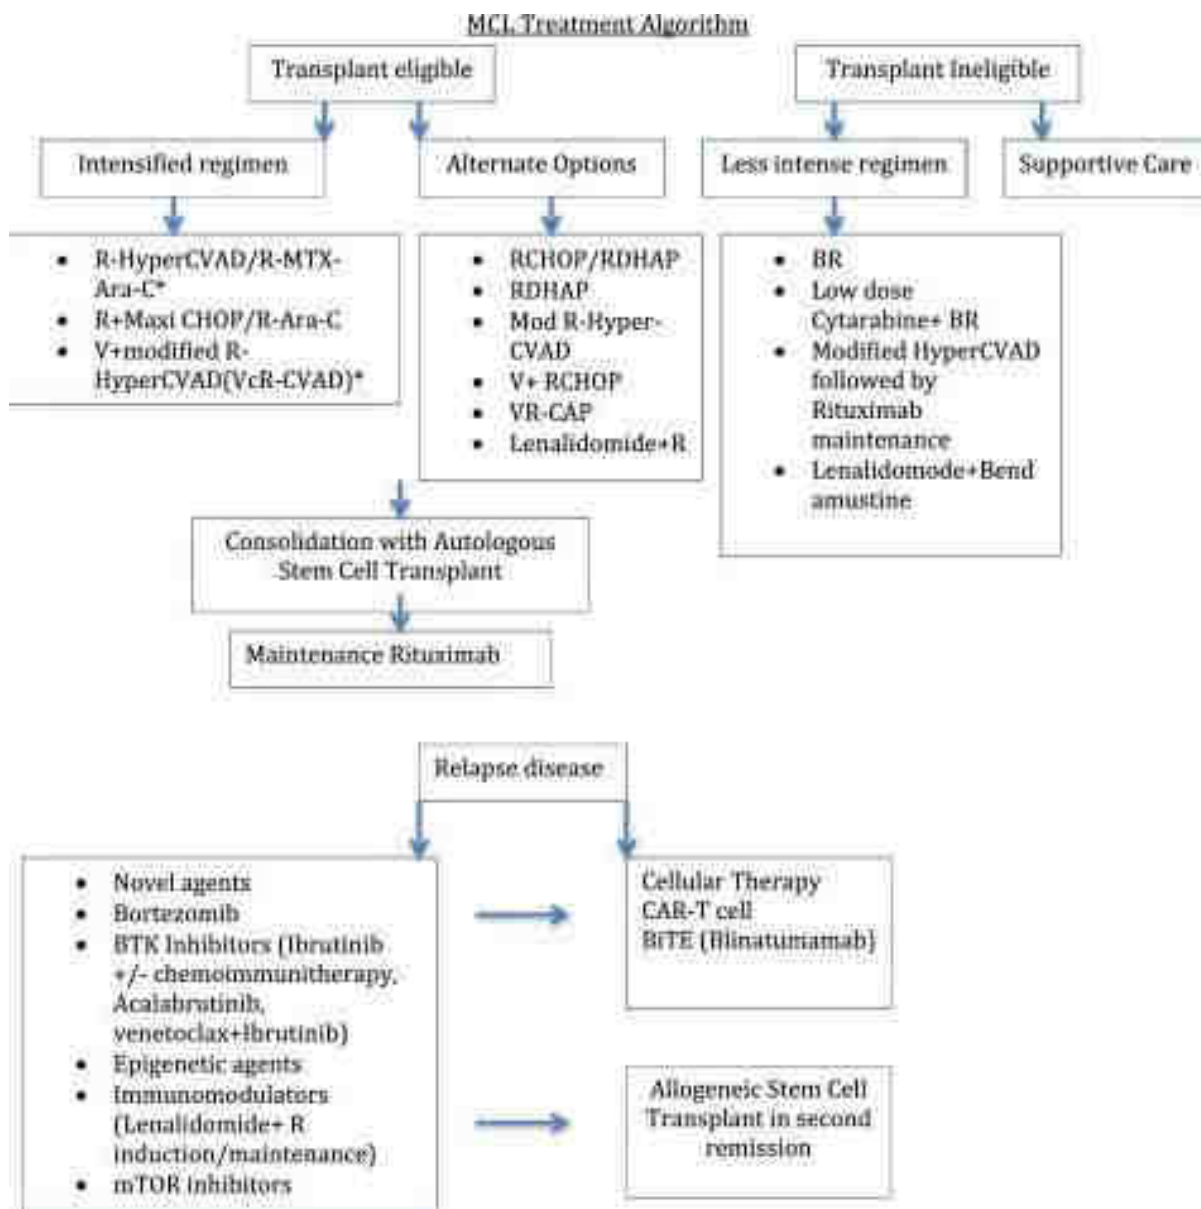 MCL Treatment Algorithm
Transplant eligible
Transplant Ineligible
Intensified regimen
Alternate Options
Less intense regimen
Supportive Care
• R-HyperCVAD/R-MTX-
Ara-C*
• R+Maxi CHOP/R-Ara-C
• V+modified R-
HyperCVAD(VcR-CVAD)*
• RCHOP/RDHAP
• RDHAP
• Mod R-Hyper-
CVAD
• V+ RCHOP
• VR-CAP
• Lenalidomide+R
• BR
• Low dose
Cytarabine+ BR
• Modified HyperCVAD
followed by
Rituximab
maintenance
• Lenalidomode+Bend
amustine
Consolidation with Autologous
Stem Cell Transplant
Maintenance Rituximab
Relapse disease
• Novel agents
• Bortezomib
• BTK Inhibitors (Ibrutinib
+/- chemoimmunitherapy,
Acalabrutinib,
venetoclax+Ibrutinib)
• Epigenetic agents
• Immunomodulators
(Lenalidomide+ R
induction/maintenance)
• mTOR inhibitors
Cellular Therapy
CAR-T cell
BiTE (Blinatumamab)
Allogeneic Stem Cell
Transplant in second
remission